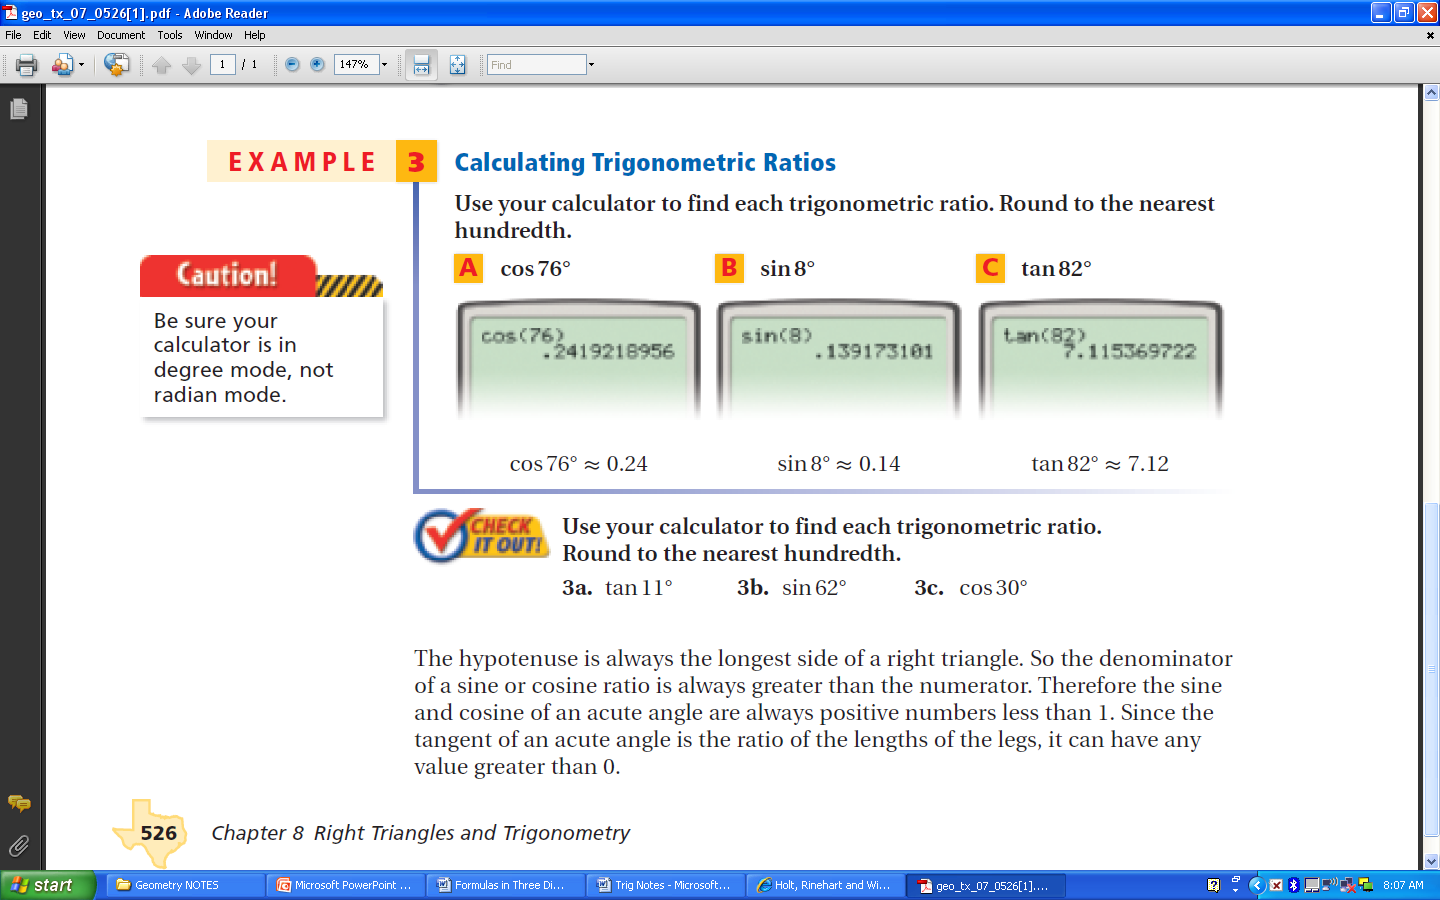 geo_tx_07_0526[1].pdf - Adobe Reader
File Edit View Document Tools Window Help
1 / 1 147% Find
EXAMPLE 3 Calculating Trigonometric Ratios
Use your calculator to find each trigonometric ratio. Round to the nearest
hundredth.
A cos 76° B sin 8° C tan 82°
Caution!
Be sure your
calculator is in
degree mode, not
radian mode.
cos(76) sin(8) tan(82)
.2419218956 .139173101 7.115369722
cos 76° ≈ 0.24 sin 8° ≈ 0.14 tan 82° ≈ 7.12
CHECK
IT OUT!
Use your calculator to find each trigonometric ratio.
Round to the nearest hundredth.
3a. tan 11° 3b. sin 62° 3c. cos 30°
The hypotenuse is always the longest side of a right triangle. So the denominator
of a sine or cosine ratio is always greater than the numerator. Therefore the sine
and cosine of an acute angle are always positive numbers less than 1. Since the
tangent of an acute angle is the ratio of the lengths of the legs, it can have any
value greater than 0.
526 Chapter 8 Right Triangles and Trigonometry
start Geometry NOTES Microsoft PowerPoint ... Formulas in Three Di... Trig Notes - Microsoft... Holt, Rinehart and Wi... geo_tx_07_0526[1].... 8:07 AM